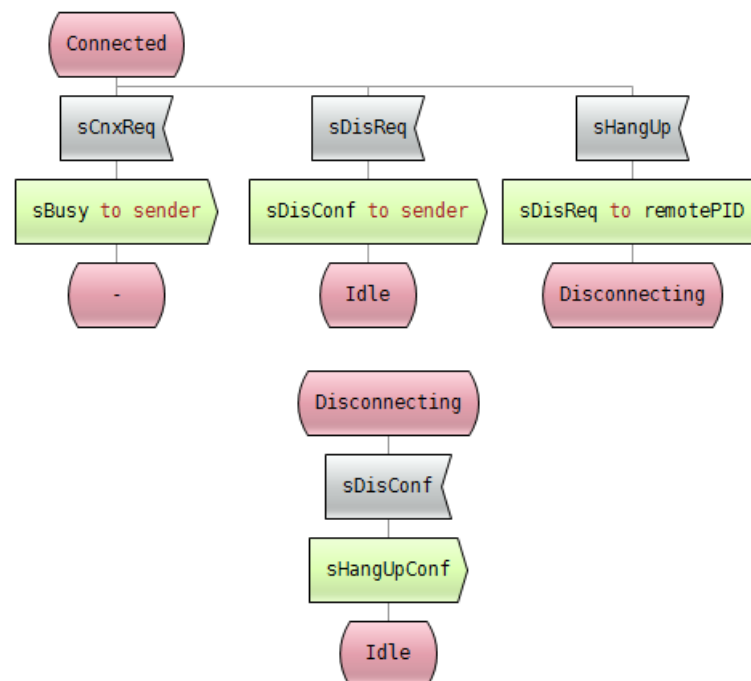 Connected
sCnxReq
sDisReq
sHangUp
sBusy to sender
sDisConf to sender
sDisReq to remotePID
-
Idle
Disconnecting
Disconnecting
sDisConf
sHangUpConf
Idle